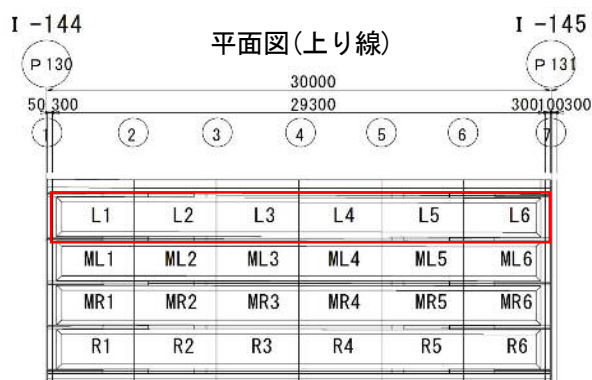 I -144 I -145
平面図(上り線)
P 130 P 131
30000
50 300 29300 300100300
1 2 3 4 5 6 7
L1 L2 L3 L4 L5 L6
ML1 ML2 ML3 ML4 ML5 ML6
MR1 MR2 MR3 MR4 MR5 MR6
R1 R2 R3 R4 R5 R6